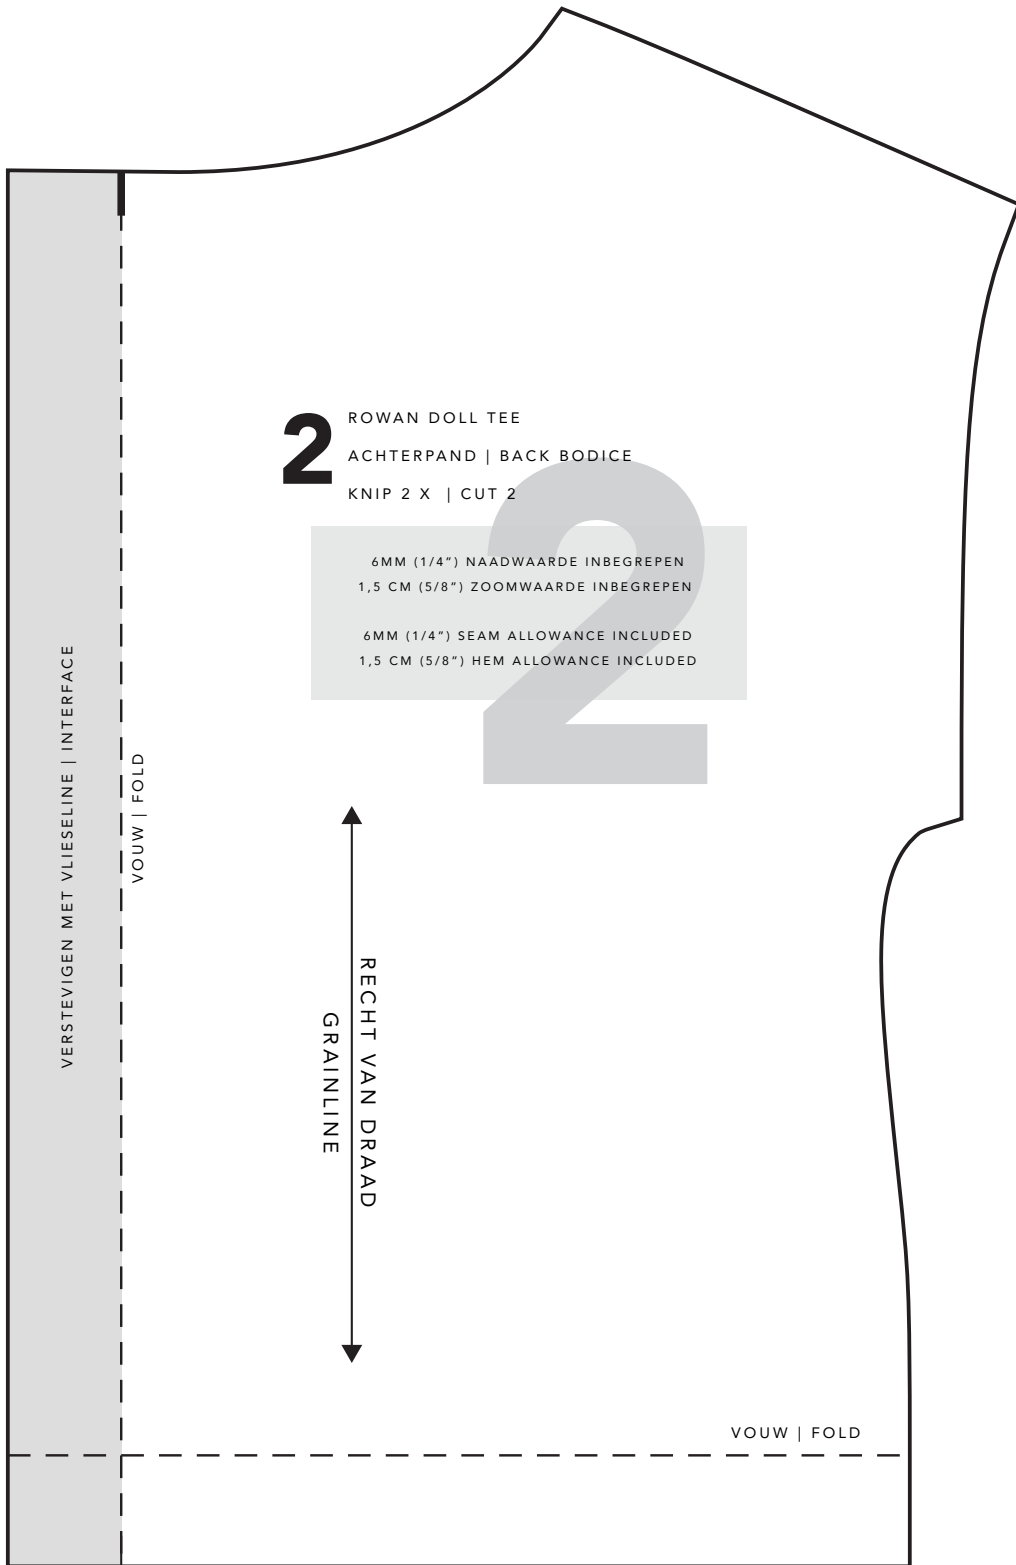 2
ROWAN DOLL TEE
ACHTERPAND | BACK BODICE
KNIP 2 X | CUT 2
2
6MM (1/4”) NAADWAARDE INBEGREPEN
1,5 CM (5/8”) ZOOMWAARDE INBEGREPEN
6MM (1/4”) SEAM ALLOWANCE INCLUDED
1,5 CM (5/8”) HEM ALLOWANCE INCLUDED
VERSTEVIGEN MET VLIESELINE | INTERFACE
VOUW | FOLD
RECHT VAN DRAAD
GRAINLINE
VOUW | FOLD